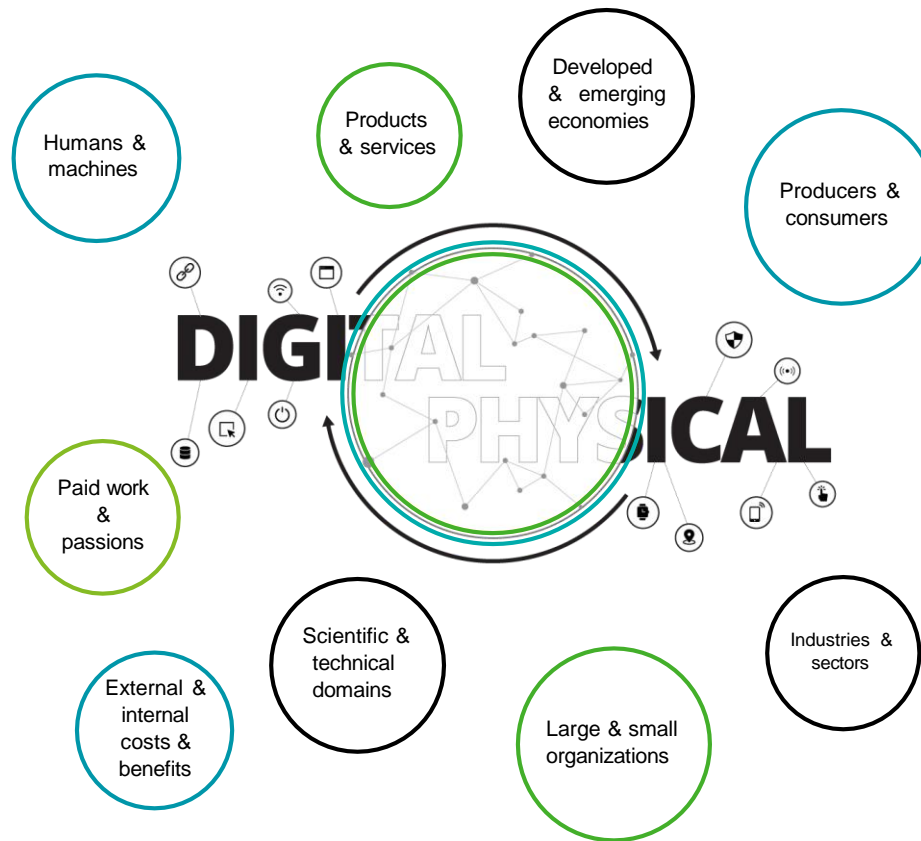 Developed
& emerging
economies
Products
& services
Humans &
machines
Producers &
consumers
DIGITAL
PHYSICAL
Paid work
&
passions
Scientific &
technical
domains
Industries &
sectors
External &
internal
costs &
benefits
Large & small
organizations